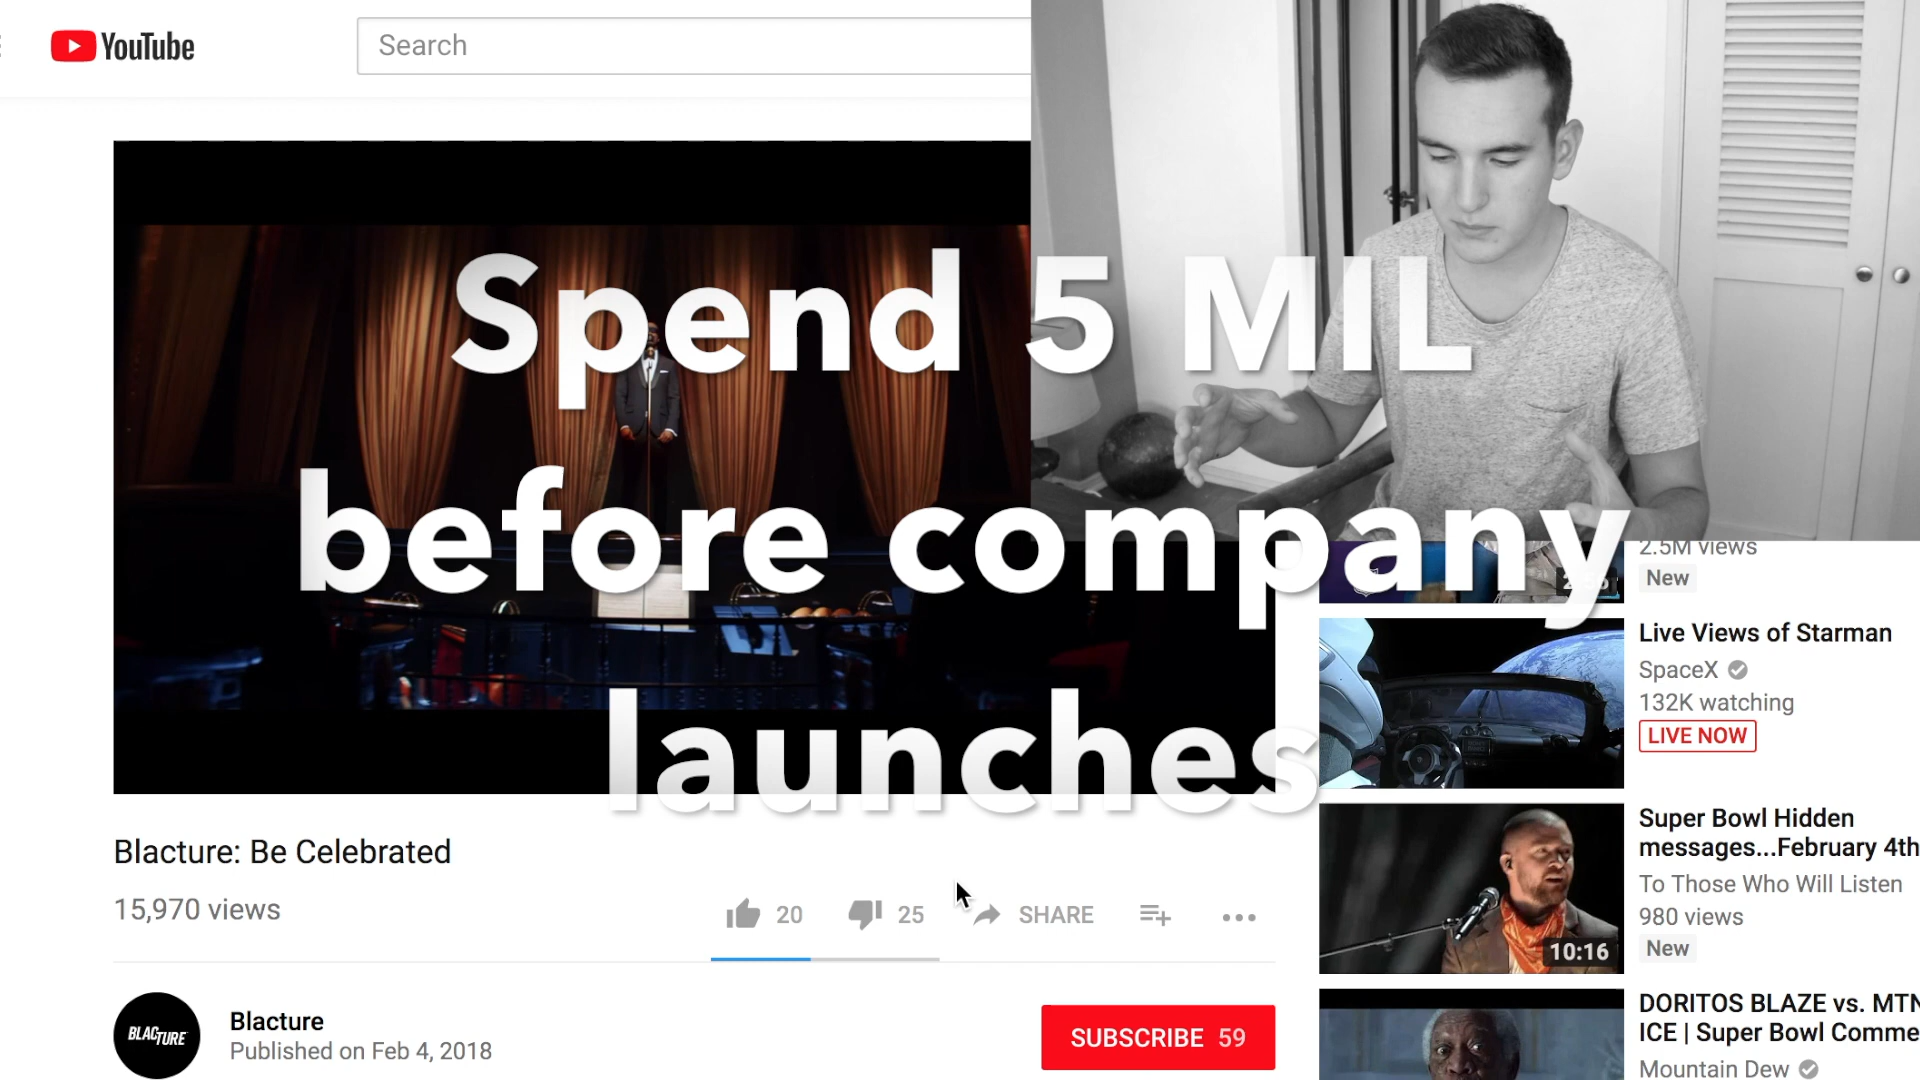 YouTube
Search
Spend 5 MIL
before company
launches
Blacture: Be Celebrated
15,970 views
20
25
SHARE
BLACTURE
Blacture
Published on Feb 4, 2018
SUBSCRIBE 59
2.5M views
New
Live Views of Starman
SpaceX
132K watching
LIVE NOW
10:16
Super Bowl Hidden
messages...February 4th
To Those Who Will Listen
980 views
New
DORITOS BLAZE vs. MTN
ICE | Super Bowl Comme
Mountain Dew